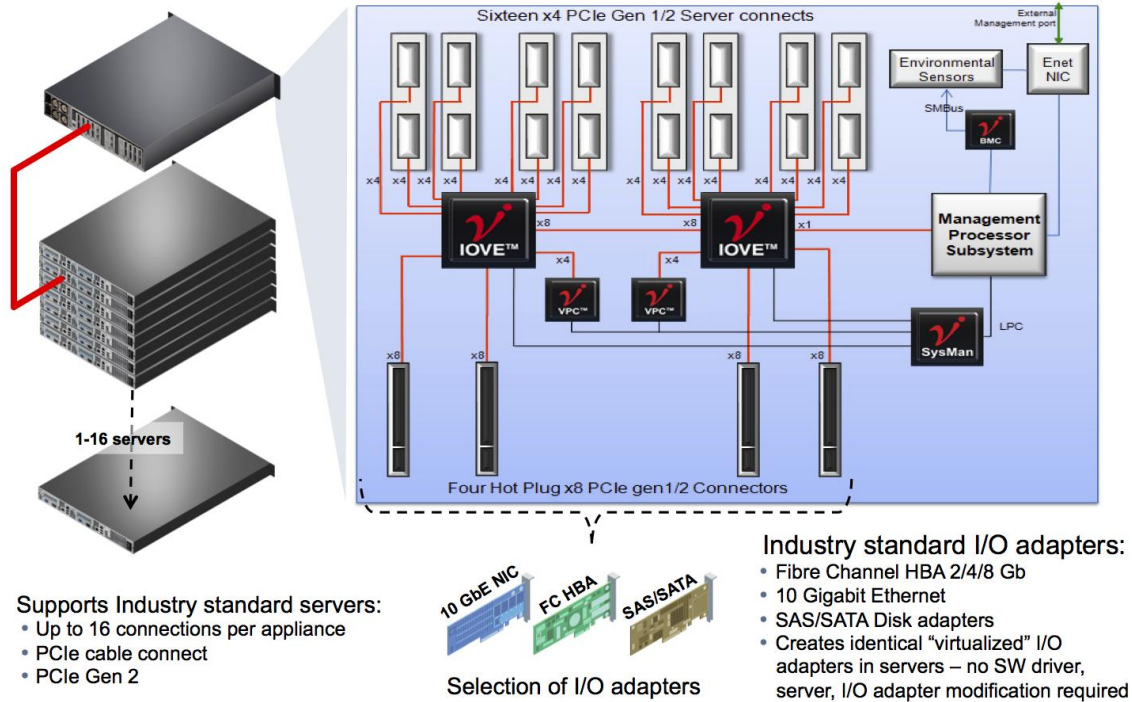 Sixteen x4 PCIe Gen 1/2 Server connects
External
Management port
Environmental
Sensors
Enet
NIC
SMBus
BMC
x4 x4 x4 x4 x4 x4 x4 x4 x4 x4 x4 x4 x4 x4 x4 x4
IOVE™
x8
x8
IOVE™
x1
Management
Processor
Subsystem
x4
x4
VPC™
VPC™
SysMan
LPC
x8
x8
x8
x8
1-16 servers
Four Hot Plug x8 PCIe gen1/2 Connectors
10 GbE NIC
FC HBA
SAS/SATA
Selection of I/O adapters
Supports Industry standard servers:
• Up to 16 connections per appliance
• PCIe cable connect
• PCIe Gen 2
Industry standard I/O adapters:
• Fibre Channel HBA 2/4/8 Gb
• 10 Gigabit Ethernet
• SAS/SATA Disk adapters
• Creates identical “virtualized” I/O
adapters in servers – no SW driver,
server, I/O adapter modification required